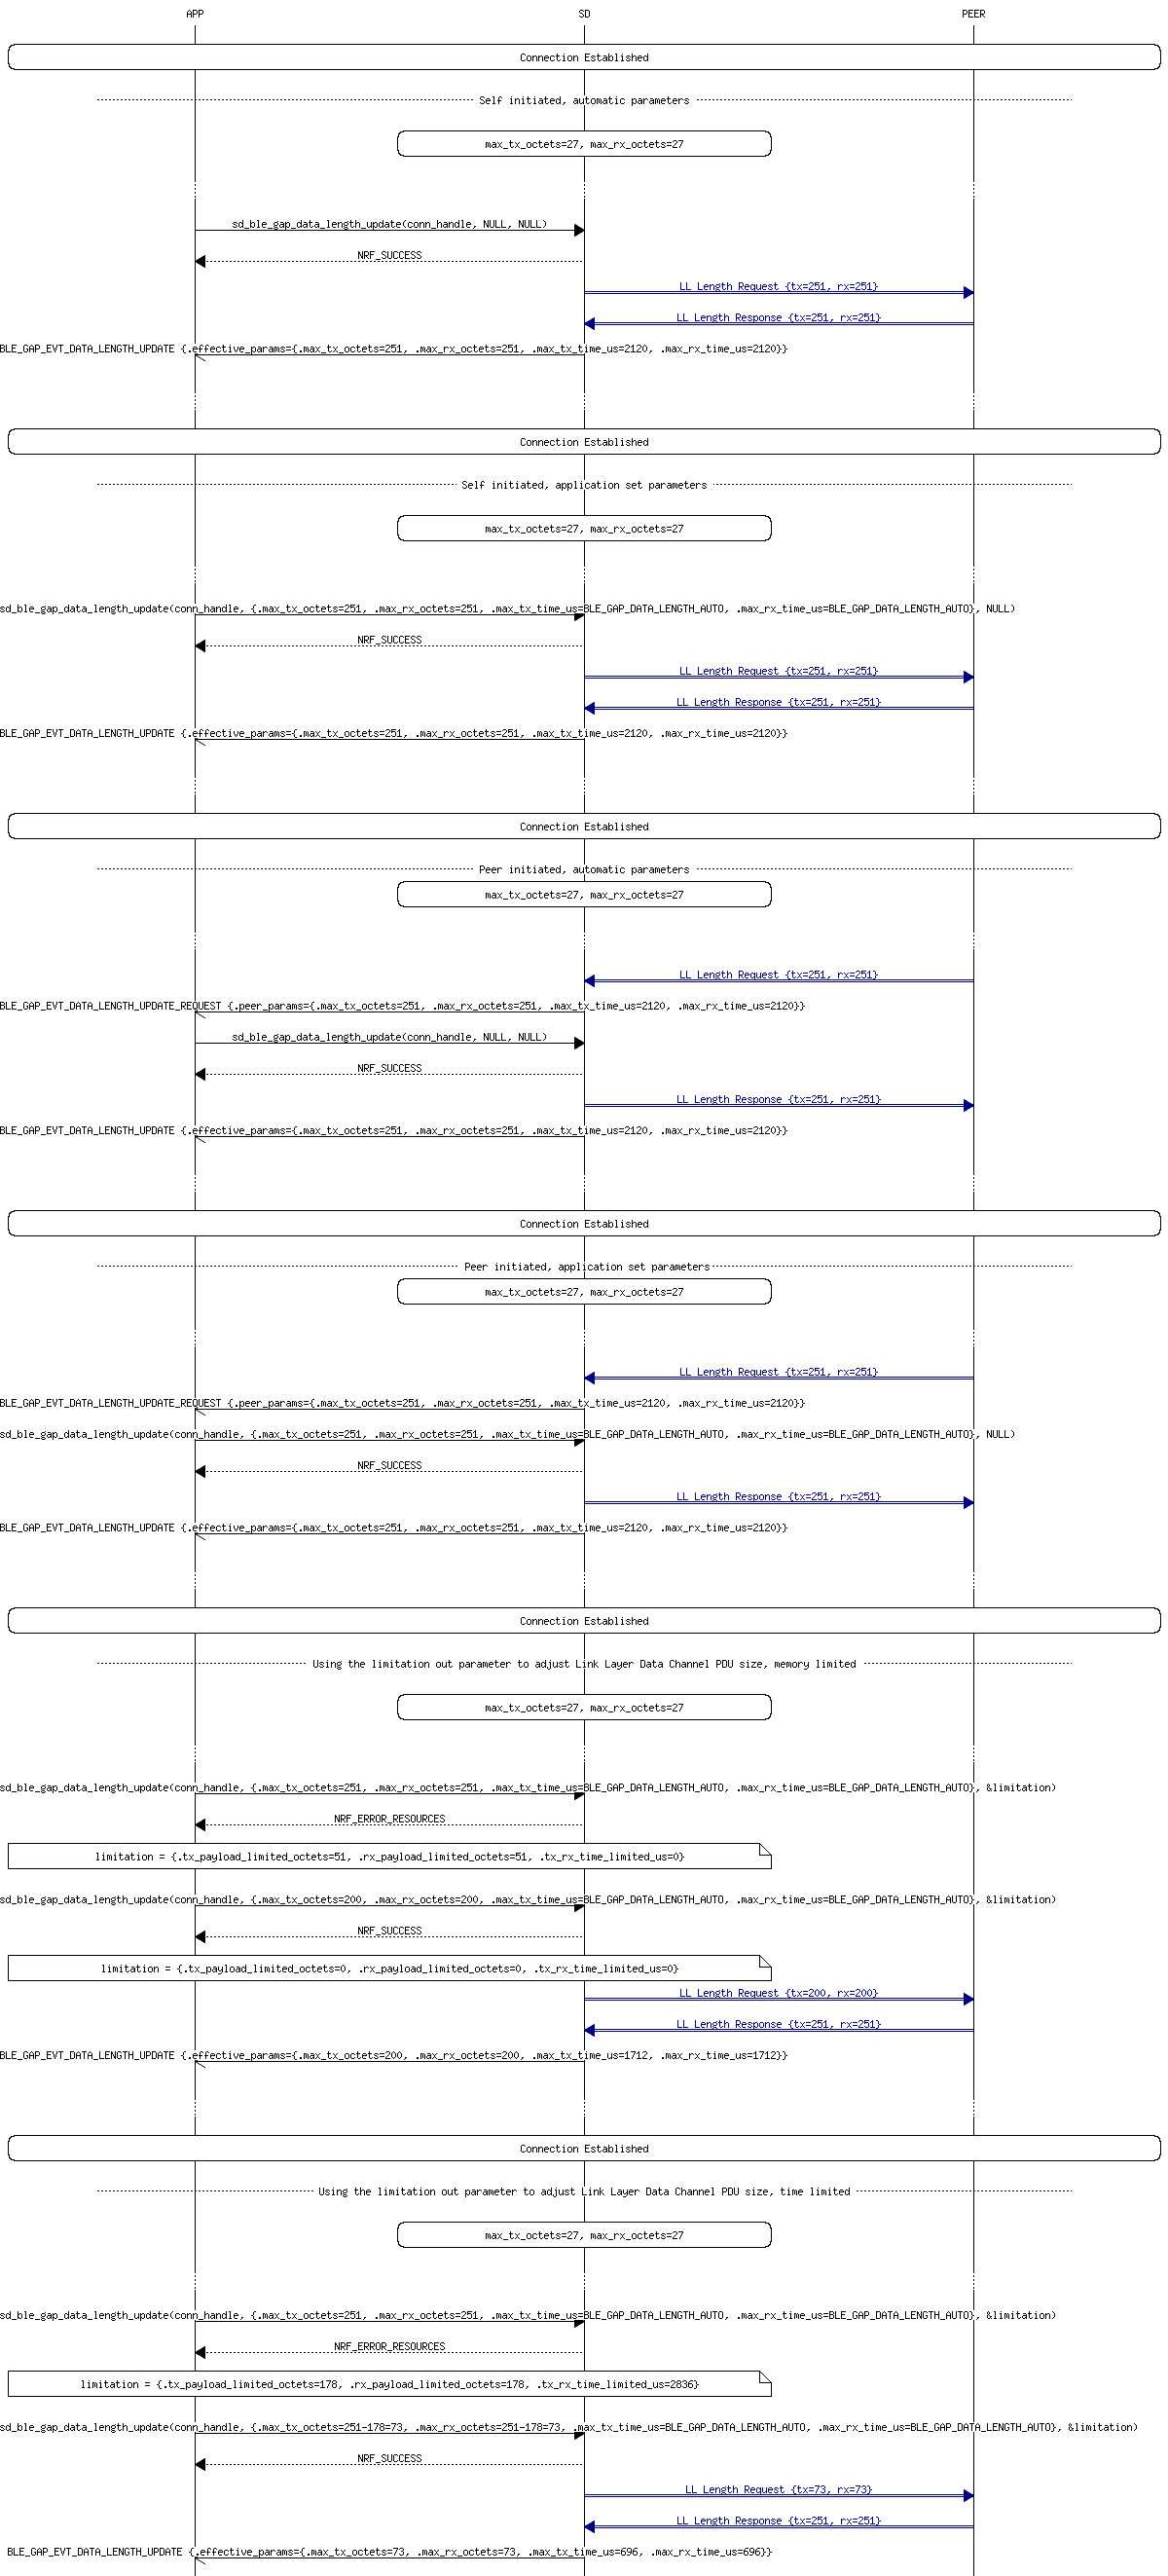 APP SD PEER
Connection Established
Self initiated, automatic parameters
max_tx_octets=27, max_rx_octets=27
sd_ble_gap_data_length_update(conn_handle, NULL, NULL)
NRF_SUCCESS
LL Length Request {tx=251, rx=251}
LL Length Response {tx=251, rx=251}
BLE_GAP_EVT_DATA_LENGTH_UPDATE {.effective_params={.max_tx_octets=251, .max_rx_octets=251, .max_tx_time_us=2120, .max_rx_time_us=2120}}
Connection Established
Self initiated, application set parameters
max_tx_octets=27, max_rx_octets=27
sd_ble_gap_data_length_update(conn_handle, {.max_tx_octets=251, .max_rx_octets=251, .max_tx_time_us=BLE_GAP_DATA_LENGTH_AUTO, .max_rx_time_us=BLE_GAP_DATA_LENGTH_AUTO}, NULL)
NRF_SUCCESS
LL Length Request {tx=251, rx=251}
LL Length Response {tx=251, rx=251}
BLE_GAP_EVT_DATA_LENGTH_UPDATE {.effective_params={.max_tx_octets=251, .max_rx_octets=251, .max_tx_time_us=2120, .max_rx_time_us=2120}}
Connection Established
Peer initiated, automatic parameters
max_tx_octets=27, max_rx_octets=27
LL Length Request {tx=251, rx=251}
BLE_GAP_EVT_DATA_LENGTH_UPDATE_REQUEST {.peer_params={.max_tx_octets=251, .max_rx_octets=251, .max_tx_time_us=2120, .max_rx_time_us=2120}}
sd_ble_gap_data_length_update(conn_handle, NULL, NULL)
NRF_SUCCESS
LL Length Response {tx=251, rx=251}
BLE_GAP_EVT_DATA_LENGTH_UPDATE {.effective_params={.max_tx_octets=251, .max_rx_octets=251, .max_tx_time_us=2120, .max_rx_time_us=2120}}
Connection Established
Peer initiated, application set parameters
max_tx_octets=27, max_rx_octets=27
LL Length Request {tx=251, rx=251}
BLE_GAP_EVT_DATA_LENGTH_UPDATE_REQUEST {.peer_params={.max_tx_octets=251, .max_rx_octets=251, .max_tx_time_us=2120, .max_rx_time_us=2120}}
sd_ble_gap_data_length_update(conn_handle, {.max_tx_octets=251, .max_rx_octets=251, .max_tx_time_us=BLE_GAP_DATA_LENGTH_AUTO, .max_rx_time_us=BLE_GAP_DATA_LENGTH_AUTO}, NULL)
NRF_SUCCESS
LL Length Response {tx=251, rx=251}
BLE_GAP_EVT_DATA_LENGTH_UPDATE {.effective_params={.max_tx_octets=251, .max_rx_octets=251, .max_tx_time_us=2120, .max_rx_time_us=2120}}
Connection Established
Using the limitation out parameter to adjust Link Layer Data Channel PDU size, memory limited
max_tx_octets=27, max_rx_octets=27
sd_ble_gap_data_length_update(conn_handle, {.max_tx_octets=251, .max_rx_octets=251, .max_tx_time_us=BLE_GAP_DATA_LENGTH_AUTO, .max_rx_time_us=BLE_GAP_DATA_LENGTH_AUTO}, &limitation)
NRF_ERROR_RESOURCES
limitation = {.tx_payload_limited_octets=51, .rx_payload_limited_octets=51, .tx_rx_time_limited_us=0}
sd_ble_gap_data_length_update(conn_handle, {.max_tx_octets=200, .max_rx_octets=200, .max_tx_time_us=BLE_GAP_DATA_LENGTH_AUTO, .max_rx_time_us=BLE_GAP_DATA_LENGTH_AUTO}, &limitation)
NRF_SUCCESS
limitation = {.tx_payload_limited_octets=0, .rx_payload_limited_octets=0, .tx_rx_time_limited_us=0}
LL Length Request {tx=200, rx=200}
LL Length Response {tx=251, rx=251}
BLE_GAP_EVT_DATA_LENGTH_UPDATE {.effective_params={.max_tx_octets=200, .max_rx_octets=200, .max_tx_time_us=1712, .max_rx_time_us=1712}}
Connection Established
Using the limitation out parameter to adjust Link Layer Data Channel PDU size, time limited
max_tx_octets=27, max_rx_octets=27
sd_ble_gap_data_length_update(conn_handle, {.max_tx_octets=251, .max_rx_octets=251, .max_tx_time_us=BLE_GAP_DATA_LENGTH_AUTO, .max_rx_time_us=BLE_GAP_DATA_LENGTH_AUTO}, &limitation)
NRF_ERROR_RESOURCES
limitation = {.tx_payload_limited_octets=178, .rx_payload_limited_octets=178, .tx_rx_time_limited_us=2836}
sd_ble_gap_data_length_update(conn_handle, {.max_tx_octets=251-178=73, .max_rx_octets=251-178=73, .max_tx_time_us=BLE_GAP_DATA_LENGTH_AUTO, .max_rx_time_us=BLE_GAP_DATA_LENGTH_AUTO}, &limitation)
NRF_SUCCESS
LL Length Request {tx=73, rx=73}
LL Length Response {tx=251, rx=251}
BLE_GAP_EVT_DATA_LENGTH_UPDATE {.effective_params={.max_tx_octets=73, .max_rx_octets=73, .max_tx_time_us=696, .max_rx_time_us=696}}